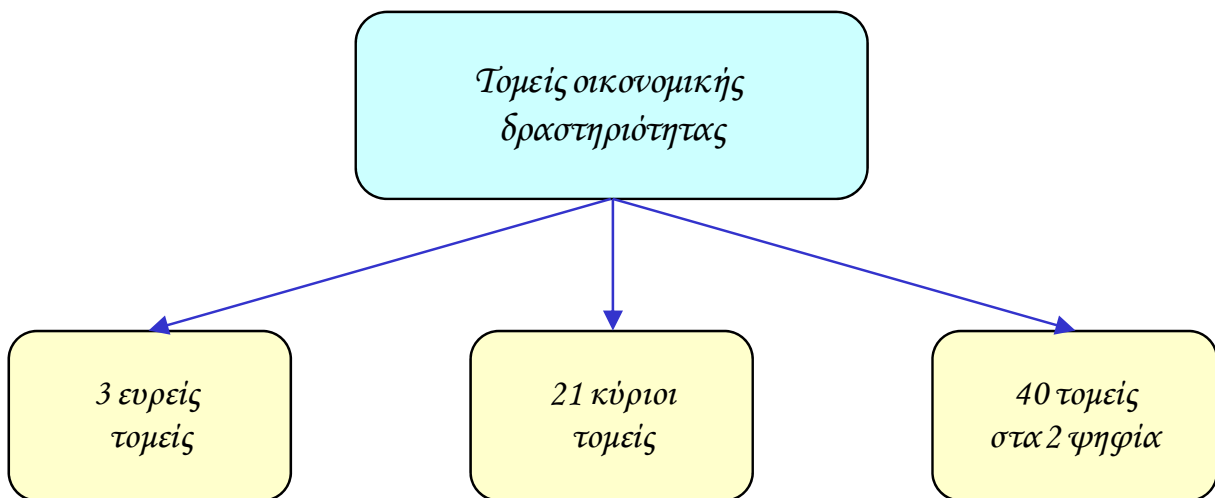 Τομείς οικονομικής
δραστηριότητας
3 ευρείς
τομείς
21 κύριοι
τομείς
40 τομείς
στα 2 ψηφία